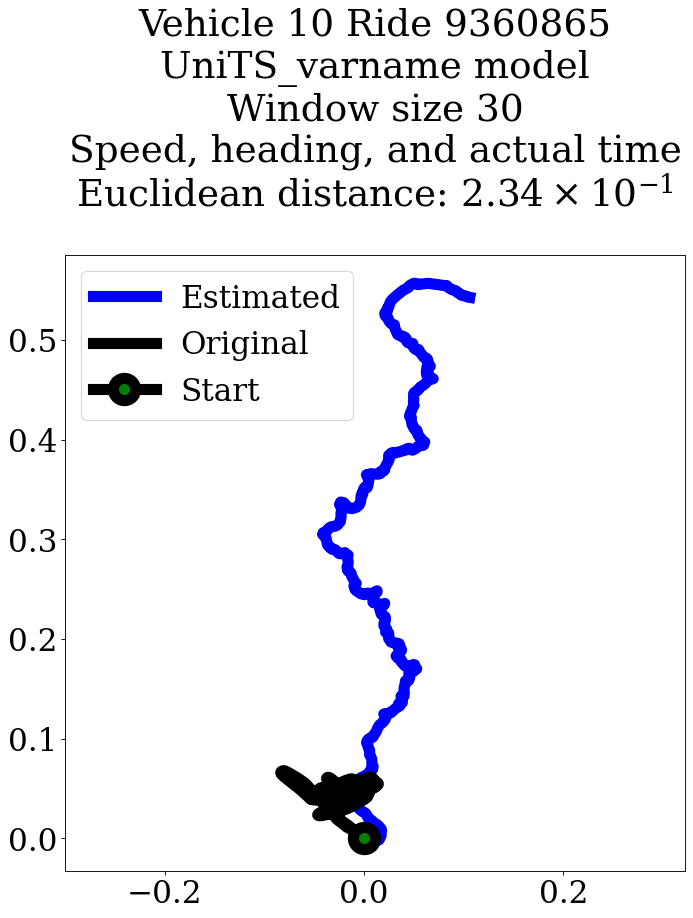 Vehicle 10 Ride 9360865
UniTS_varname model
Window size 30
Speed, heading, and actual time
Euclidean distance: 2.34 × 10⁻¹
Estimated
Original
Start
0.5
0.4
0.3
0.2
0.1
0.0
−0.2 0.0 0.2